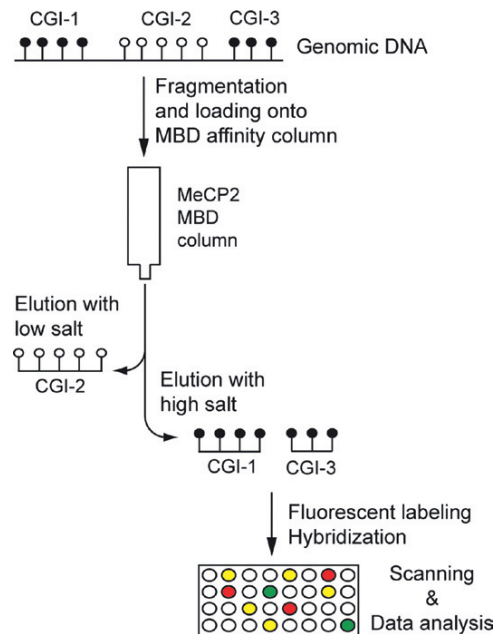 CGI-1 CGI-2 CGI-3
Genomic DNA
Fragmentation
and loading onto
MBD affinity column
MeCP2
MBD
column
Elution with
low salt
CGI-2
Elution with
high salt
CGI-1 CGI-3
Fluorescent labeling
Hybridization
Scanning
&
Data analysis